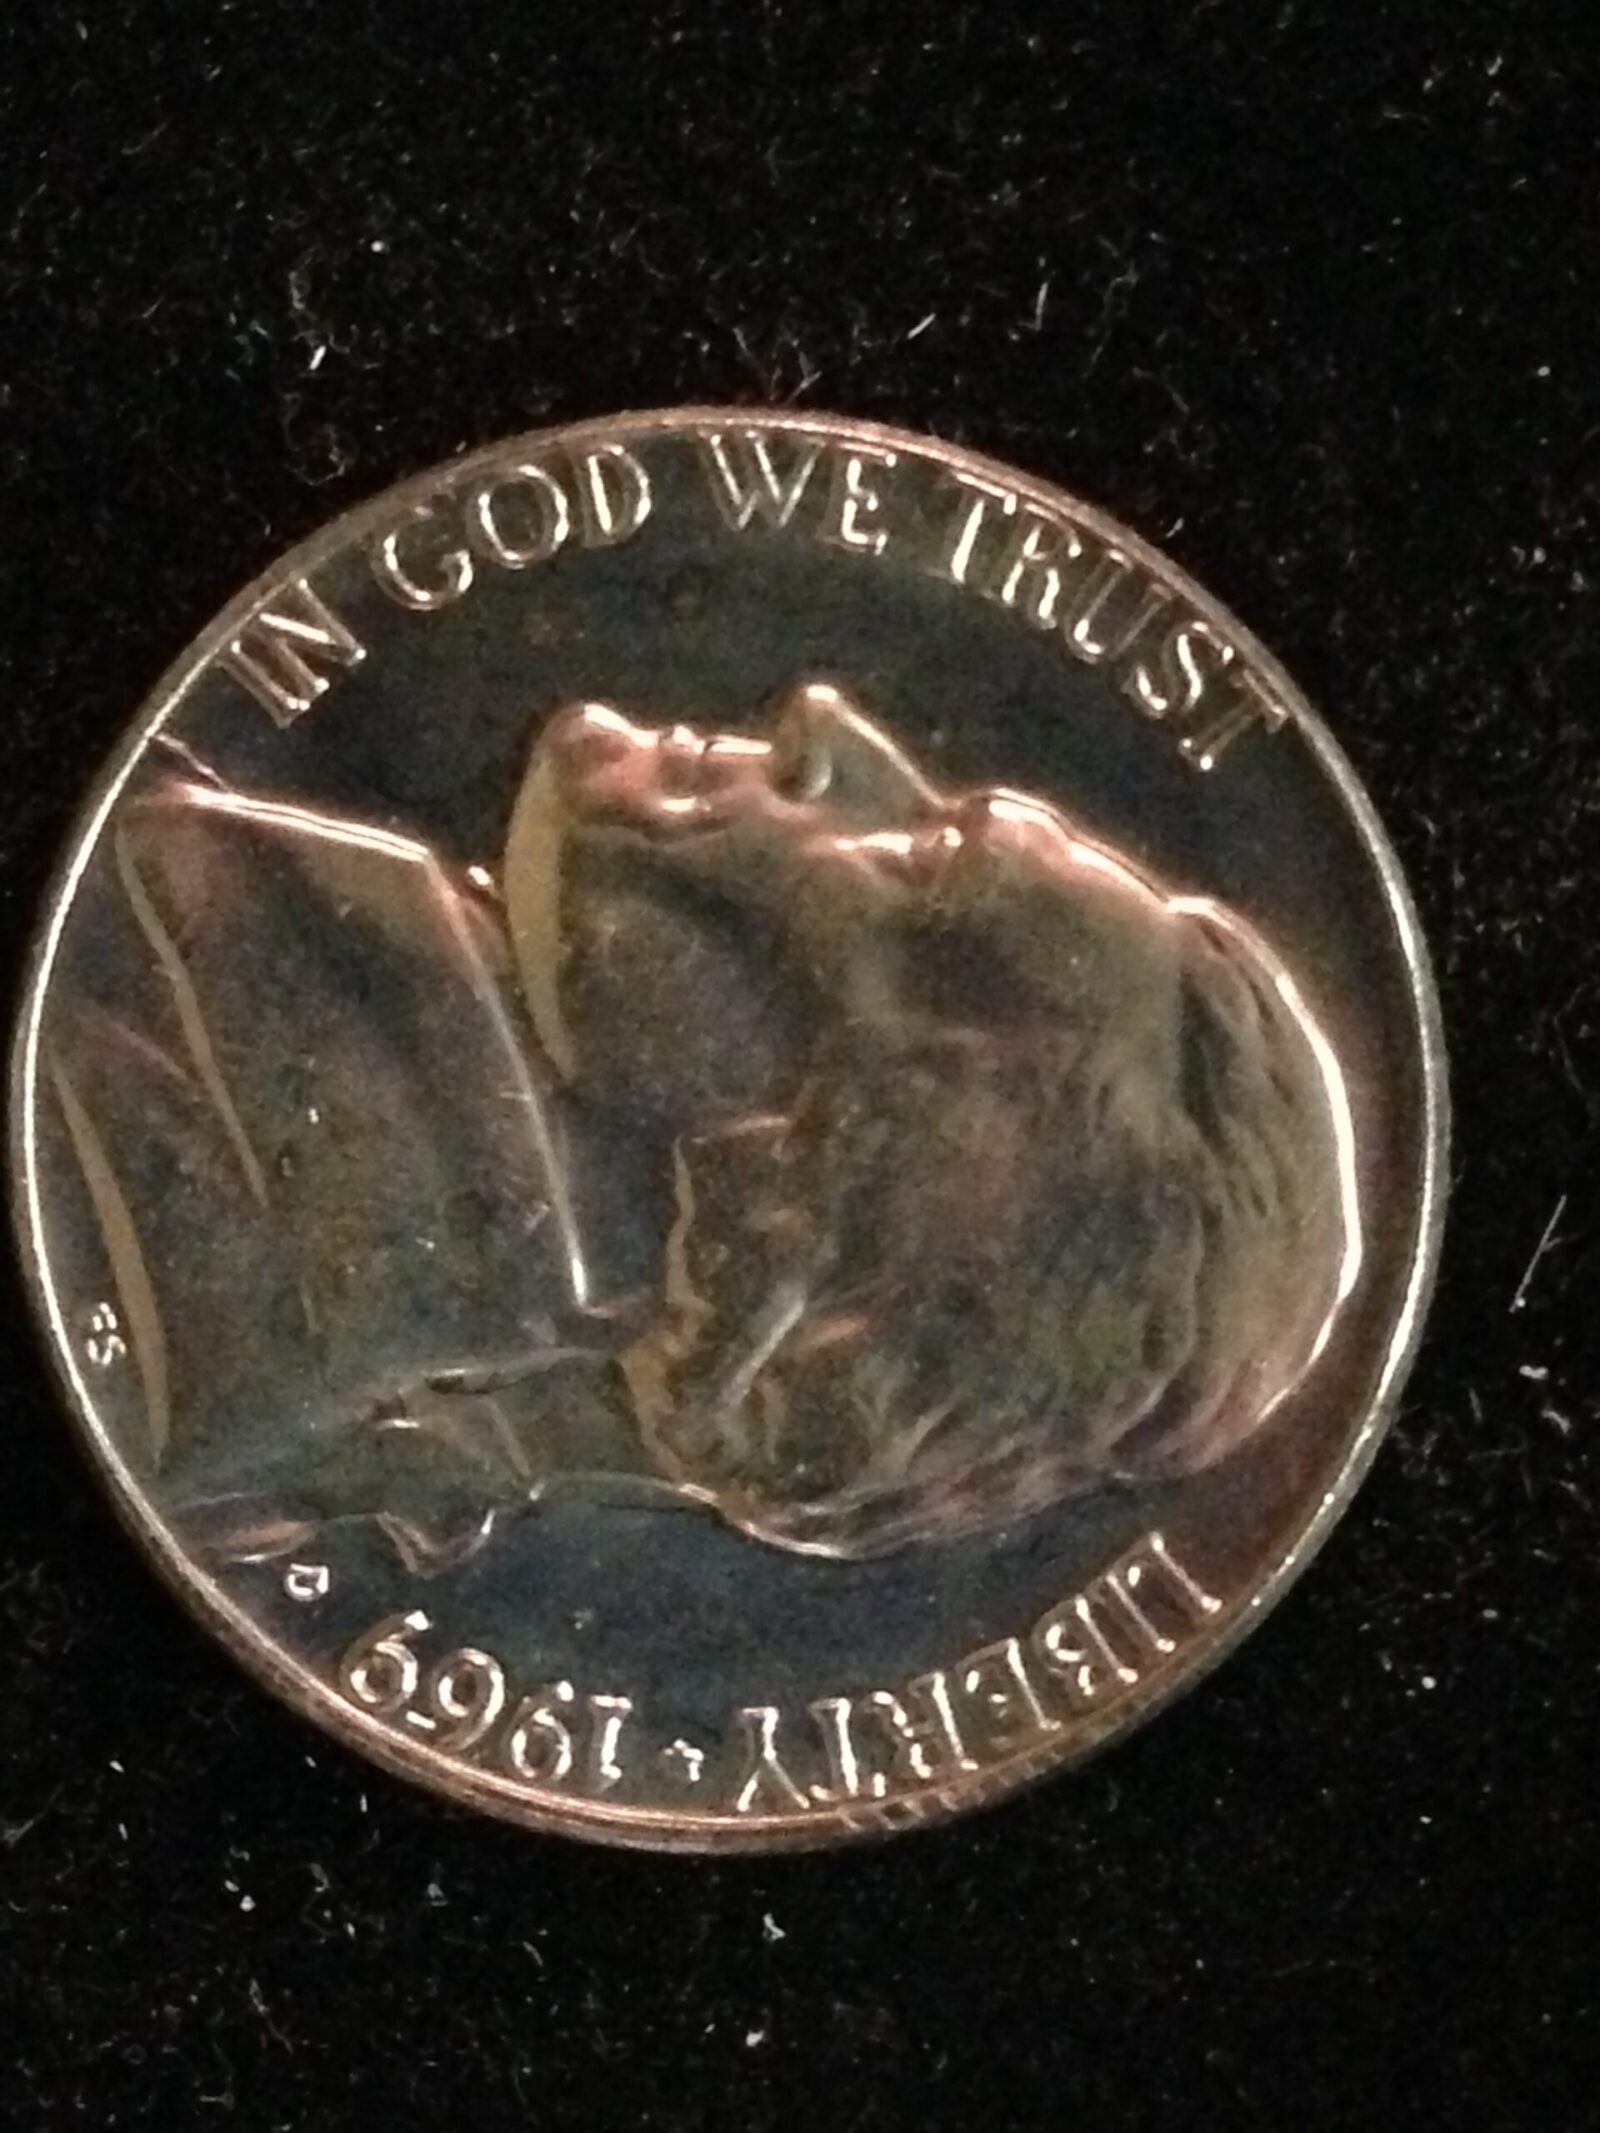 IN GOD WE TRUST
LIBERTY ★ 1969
D
FS